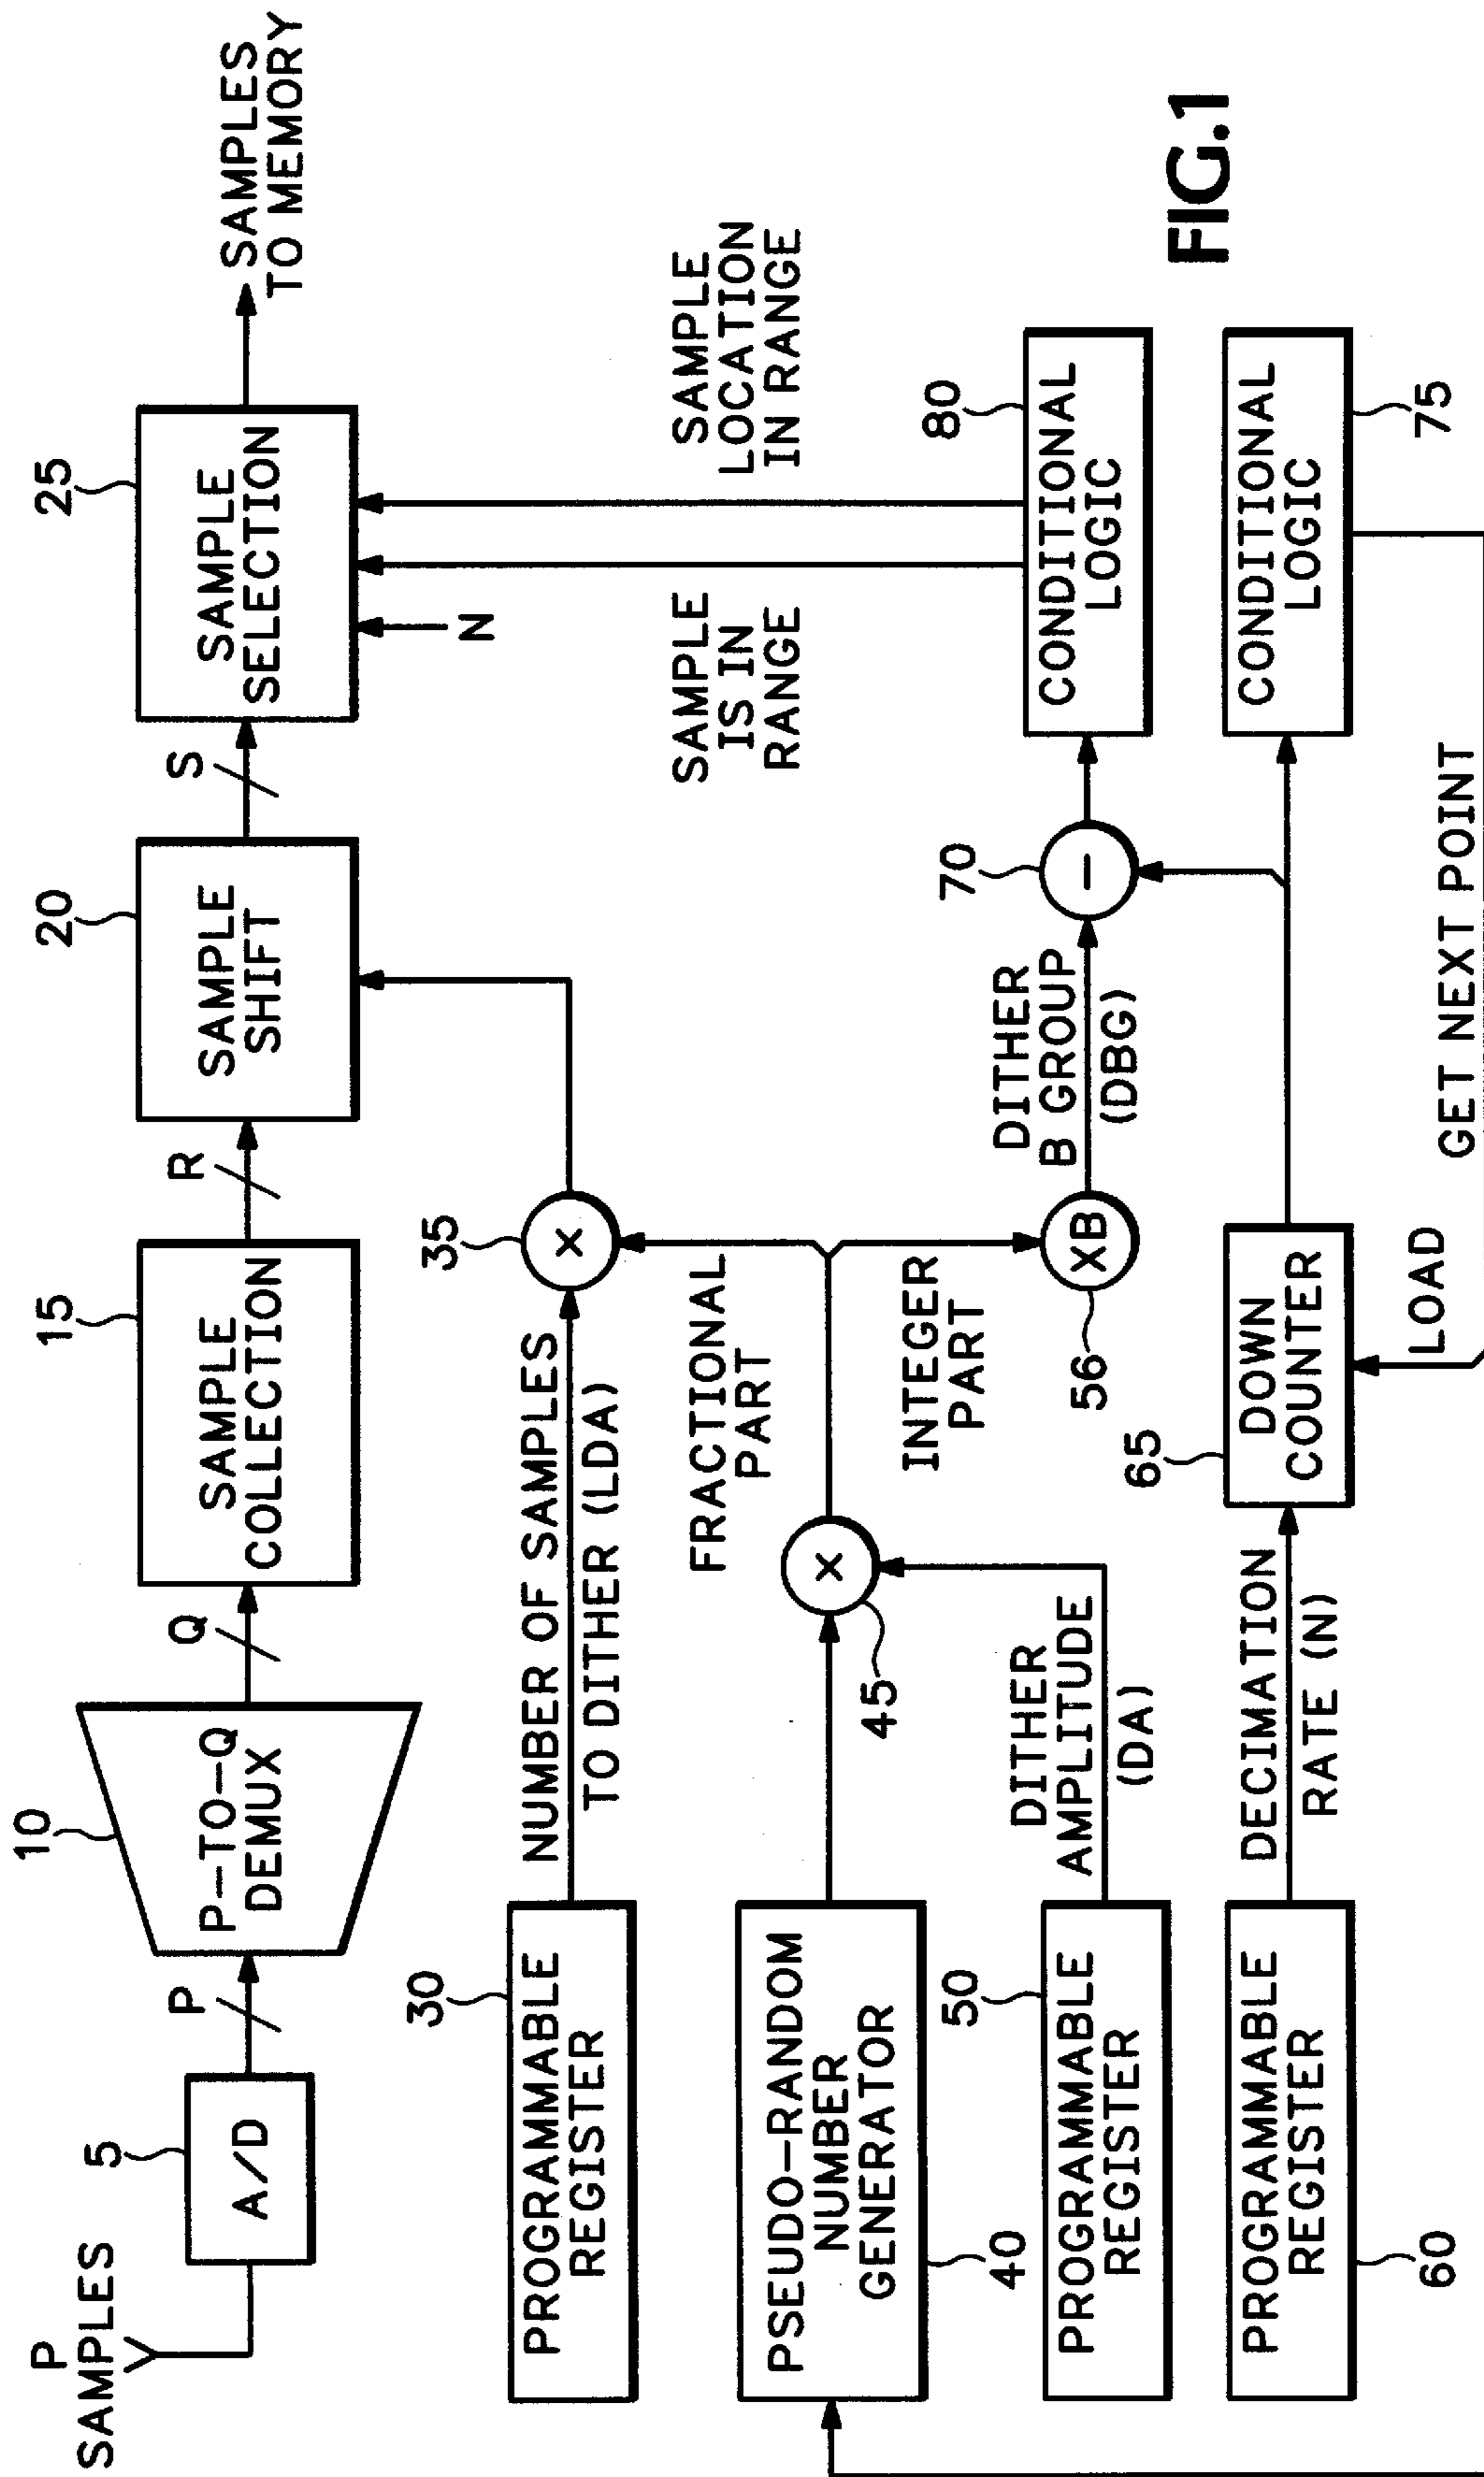 P
SAMPLES
5
A/D
P
10
P-TO-Q
DEMUX
Q
15
SAMPLE
COLLECTION
R
20
SAMPLE
SHIFT
S
25
SAMPLE
SELECTION
SAMPLES
TO MEMORY
N
SAMPLE
IS IN
RANGE
SAMPLE
LOCATION
IN RANGE
30
PROGRAMMABLE
REGISTER
NUMBER OF SAMPLES
TO DITHER (LDA)
35
×
FRACTIONAL
PART
PSEUDO-RANDOM
NUMBER
GENERATOR
40
×
45
INTEGER
PART
50
PROGRAMMABLE
REGISTER
DITHER
AMPLITUDE
(DA)
XB
56
DITHER
B GROUP
(DBG)
70
−
80
CONDITIONAL
LOGIC
PROGRAMMABLE
REGISTER
60
DECIMATION
RATE (N)
65
DOWN
COUNTER
LOAD
GET NEXT POINT
CONDITIONAL
LOGIC
75
FIG.1